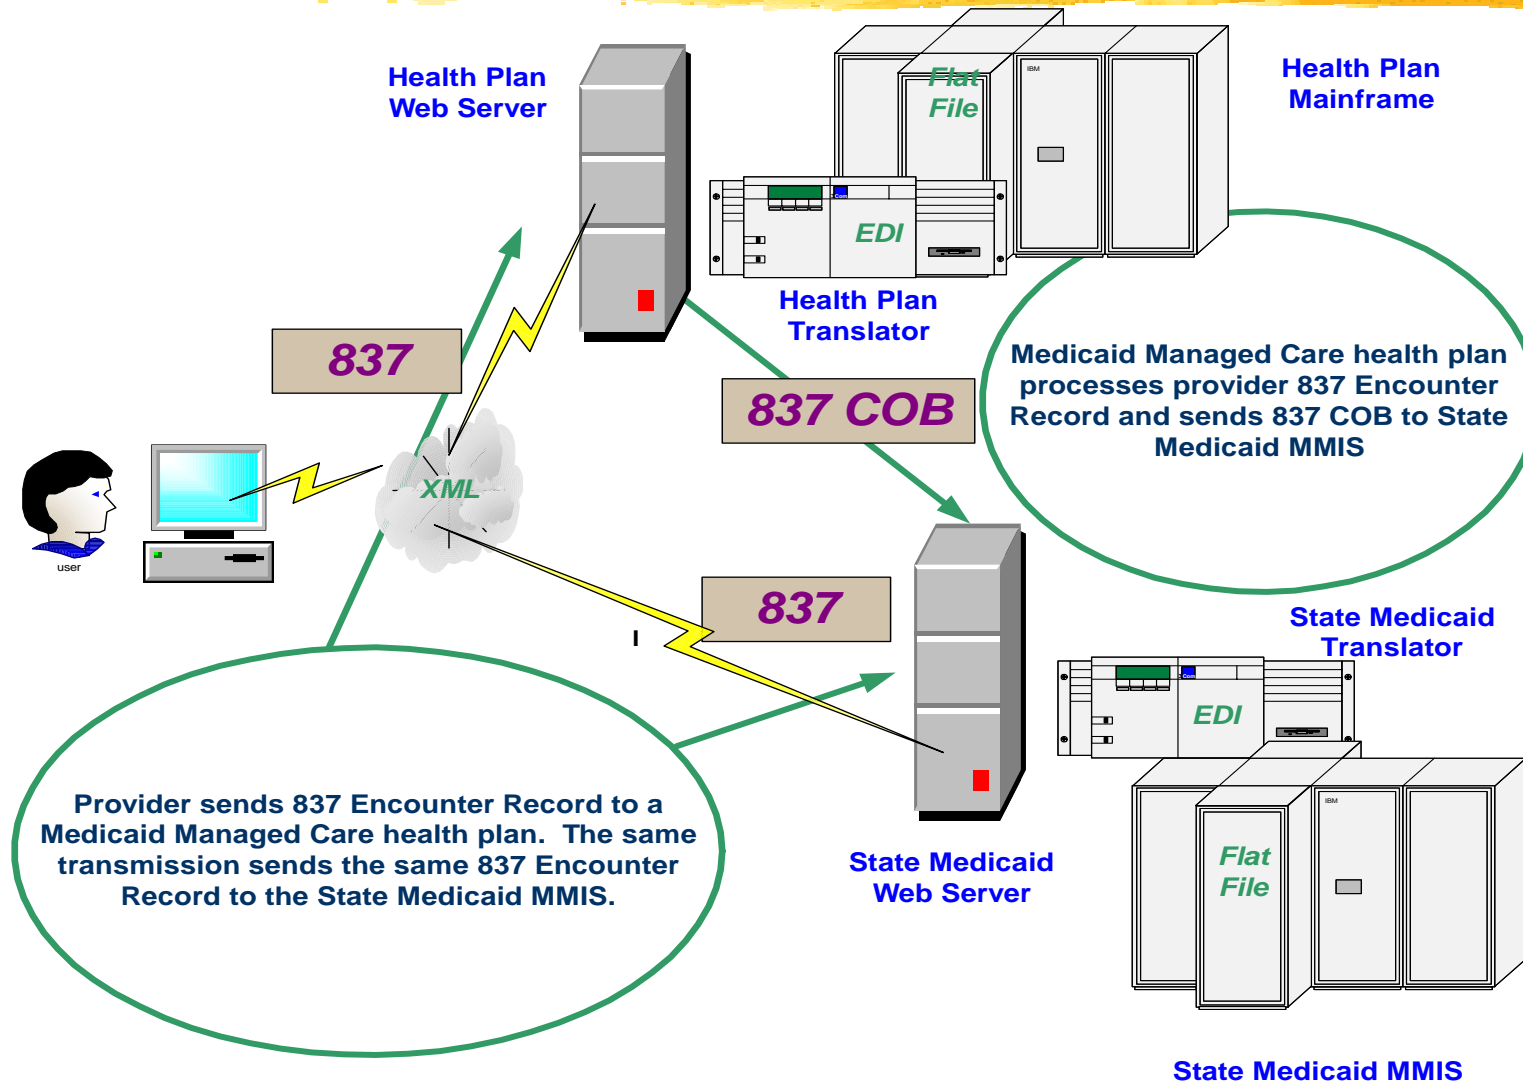 Health Plan
Web Server
Flat
File
IBM
Health Plan
Mainframe
Com
EDI
Health Plan
Translator
837
837 COB
Medicaid Managed Care health plan
processes provider 837 Encounter
Record and sends 837 COB to State
Medicaid MMIS
XML
user
837
I
State Medicaid
Translator
Com
EDI
Provider sends 837 Encounter Record to a
Medicaid Managed Care health plan. The same
transmission sends the same 837 Encounter
Record to the State Medicaid MMIS.
State Medicaid
Web Server
IBM
Flat
File
State Medicaid MMIS